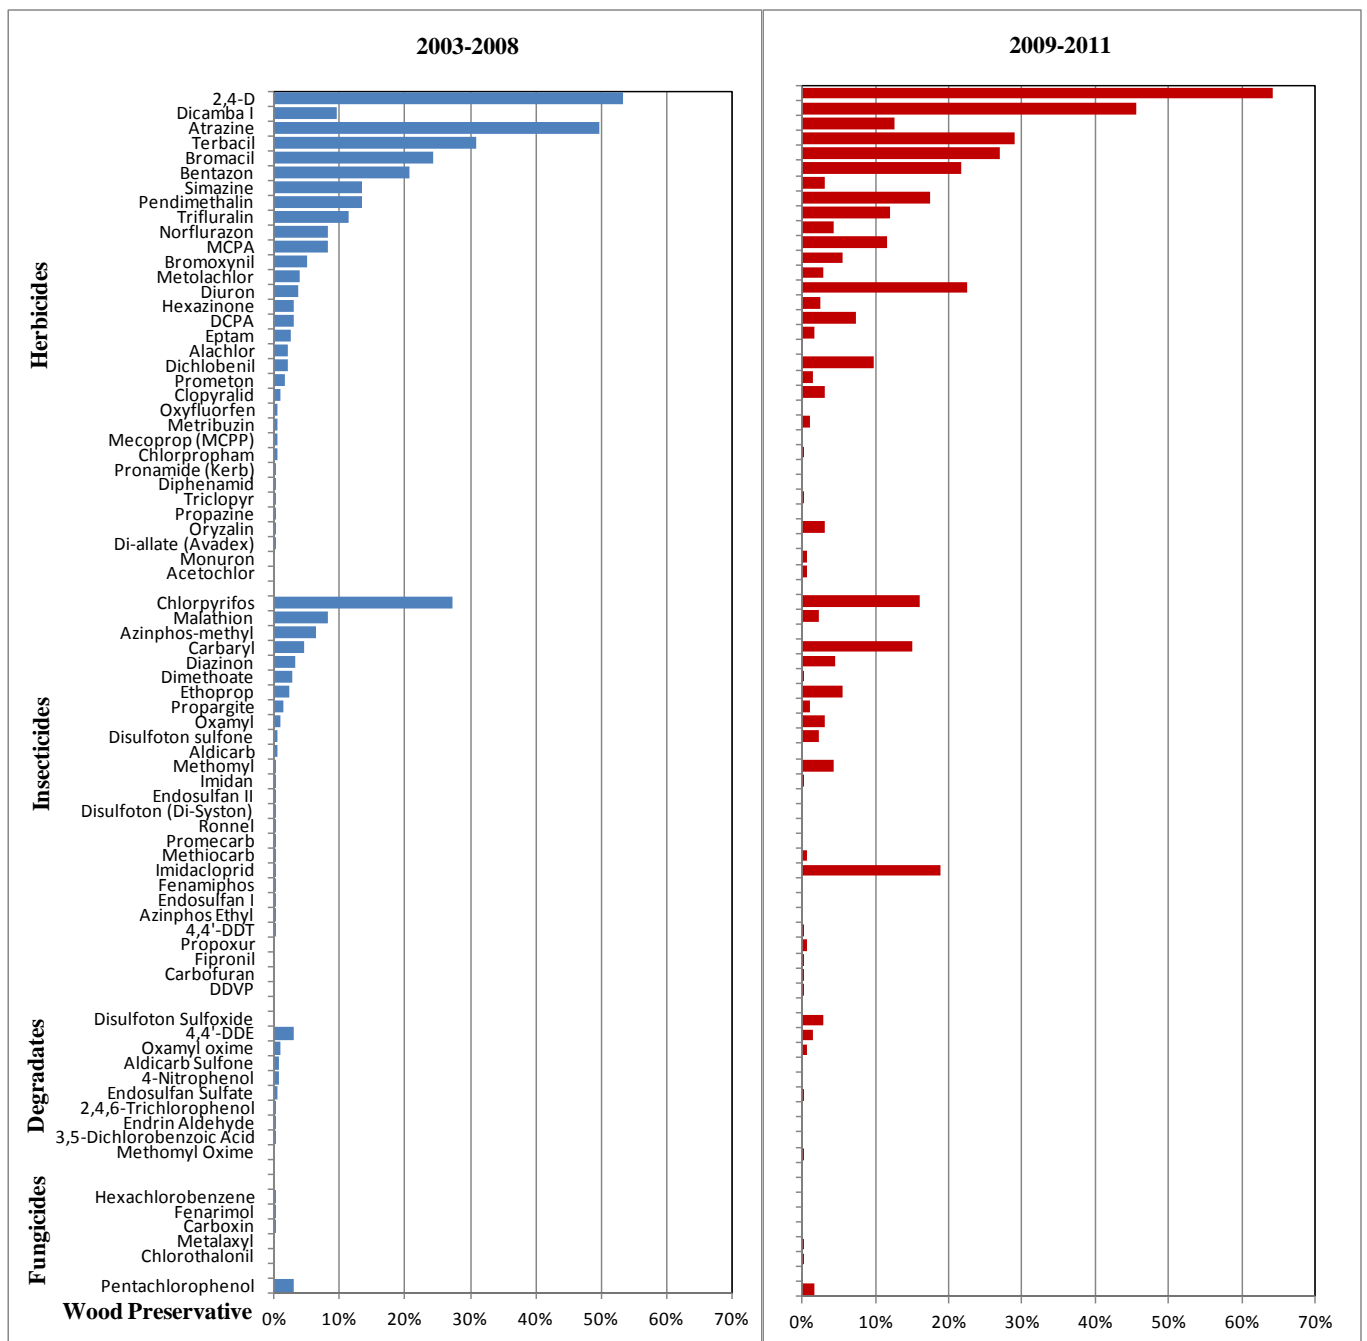 2003-2008
2009-2011
Herbicides
2,4-D
Dicamba I
Atrazine
Terbacil
Bromacil
Bentazon
Simazine
Pendimethalin
Trifluralin
Norflurazon
MCPA
Bromoxynil
Metolachlor
Diuron
Hexazinone
DCPA
Eptam
Alachlor
Dichlobenil
Prometon
Clopyralid
Oxyfluorfen
Metribuzin
Mecoprop (MCPP)
Chlorpropham
Pronamide (Kerb)
Diphenamid
Triclopyr
Propazine
Oryzalin
Di-allate (Avadex)
Monuron
Acetochlor
Insecticides
Chlorpyrifos
Malathion
Azinphos-methyl
Carbaryl
Diazinon
Dimethoate
Ethoprop
Propargite
Oxamyl
Disulfoton sulfone
Aldicarb
Methomyl
Imidan
Endosulfan II
Disulfoton (Di-Syston)
Ronnel
Promecarb
Methiocarb
Imidacloprid
Fenamiphos
Endosulfan I
Azinphos Ethyl
4,4'-DDT
Propoxur
Fipronil
Carbofuran
DDVP
Degradates
Disulfoton Sulfoxide
4,4'-DDE
Oxamyl oxime
Aldicarb Sulfone
4-Nitrophenol
Endosulfan Sulfate
2,4,6-Trichlorophenol
Endrin Aldehyde
3,5-Dichlorobenzoic Acid
Methomyl Oxime
Fungicides
Hexachlorobenzene
Fenarimol
Carboxin
Metalaxyl
Chlorothalonil
Pentachlorophenol
Wood Preservative
0% 10% 20% 30% 40% 50% 60% 70%
0% 10% 20% 30% 40% 50% 60% 70%